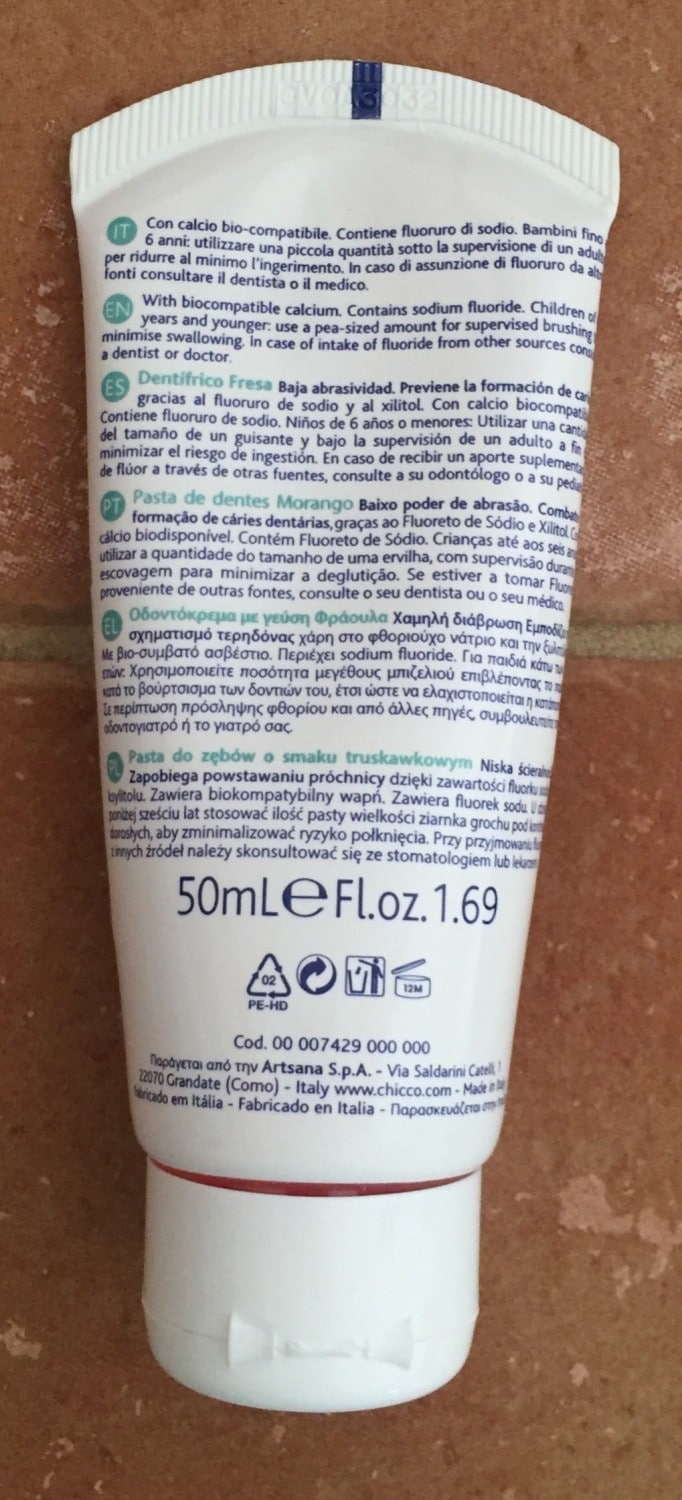 IT Con calcio bio-compatibile. Contiene fluoruro di sodio. Bambini fino
6 anni: utilizzare una piccola quantità sotto la supervisione di un
per ridurre al minimo l'ingerimento. In caso di assunzione di fluoruro da
fonti consultare il dentista o il medico.
EN With biocompatible calcium. Contains sodium fluoride. Children
years and younger: use a pea-sized amount for supervised brushing
minimise swallowing. In case of intake of fluoride from other sources
a dentist or doctor.
ES Dentífrico Fresa Baja abrasividad. Previene la formación de
gracias al fluoruro de sodio y al xilitol. Con calcio
Contiene fluoruro de sodio. Niños de 6 años o menores: Utilizar una
del tamaño de un guisante y bajo la supervisión de un adulto a fin
minimizar el riesgo de ingestión. En caso de recibir un aporte
de flúor a través de otras fuentes, consulte a su odontólogo o a su
PT Pasta de dentes Morango Baixo poder de abrasão.
formação de cáries dentárias, graças ao Fluoreto de Sódio e Xilitol.
cálcio biodisponível. Contém Fluoreto de Sódio. Crianças até aos seis
utilizar a quantidade do tamanho de uma ervilha, com supervisão
escovagem para minimizar a deglutição. Se estiver a tomar
proveniente de outras fontes, consulte o seu dentista ou o seu médico.
EL Οδοντόκρεμα με γεύση Φράουλα Χαμηλή διάβρωση
σχηματισμό τερηδόνας χάρη στο φθοριούχο νάτριο και την
Με βιο-συμβατό ασβέστιο. Περιέχει sodium fluoride. Για παιδιά κάτω
ετών: Χρησιμοποιείτε ποσότητα μεγέθους μπιζελιού επιβλέποντας το
κατά το βούρτσισμα των δοντιών του, έτσι ώστε να ελαχιστοποιείται η
Σε περίπτωση πρόσληψης φθορίου και από άλλες πηγές,
οδοντογιατρό ή το γιατρό σας.
PL Pasta do zębów o smaku truskawkowym Niska
Zapobiega powstawaniu próchnicy dzięki zawartości fluorku
ksylitolu. Zawiera biokompatybilny wapń. Zawiera fluorek sodu.
poniżej sześciu lat stosować ilość pasty wielkości ziarnka grochu pod
dorosłych, aby zminimalizować ryzyko połknięcia. Przy przyjmowaniu
z innych źródeł należy skonsultować się ze stomatologiem lub
50mL℮Fl.oz.1.69
02
PE-HD
12M
Cod. 00 007429 000 000
Παράγεται από την Artsana S.p.A. - Via Saldarini Catelli,
22070 Grandate (Como) - Italy www.chicco.com - Made in
Fabricado em Itália - Fabricado en Italia - Παρασκευάζεται